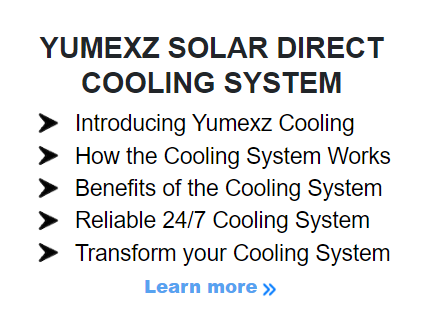 YUMEXZ SOLAR DIRECT
COOLING SYSTEM
Introducing Yumexz Cooling
How the Cooling System Works
Benefits of the Cooling System
Reliable 24/7 Cooling System
Transform your Cooling System
Learn more »